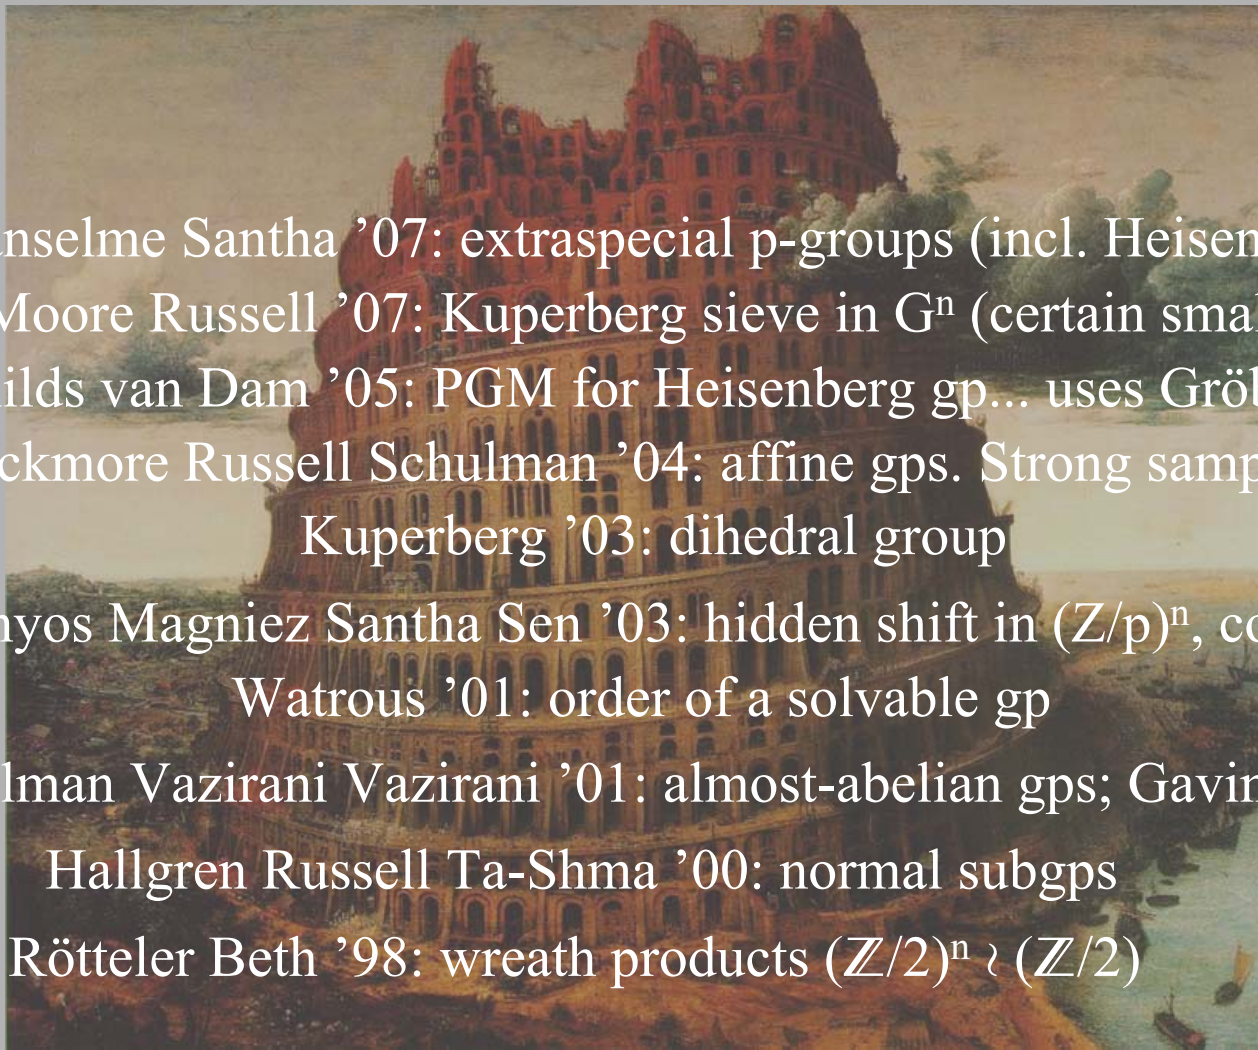 nselme Santha ’07: extraspecial p-groups (incl. Heisen
Moore Russell ’07: Kuperberg sieve in Gⁿ (certain smal
ilds van Dam ’05: PGM for Heisenberg gp... uses Gröb
ckmore Russell Schulman ’04: affine gps. Strong samp
Kuperberg ’03: dihedral group
nyos Magniez Santha Sen ’03: hidden shift in (Z/p)ⁿ, co
Watrous ’01: order of a solvable gp
lman Vazirani Vazirani ’01: almost-abelian gps; Gavin
Hallgren Russell Ta-Shma ’00: normal subgps
Rötteler Beth ’98: wreath products (ℤ/2)ⁿ ≀ (ℤ/2)